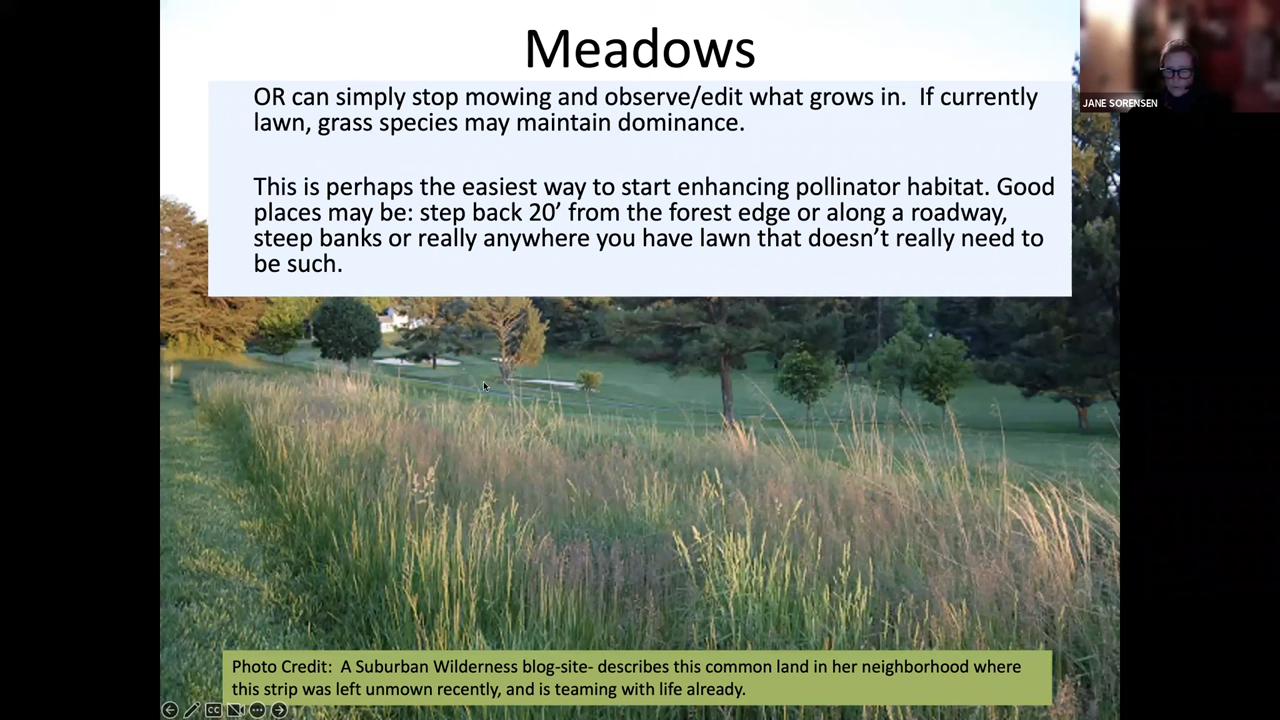 Meadows
OR can simply stop mowing and observe/edit what grows in.  If currently
lawn, grass species may maintain dominance.
This is perhaps the easiest way to start enhancing pollinator habitat. Good
places may be: step back 20’ from the forest edge or along a roadway,
steep banks or really anywhere you have lawn that doesn’t really need to
be such.
JANE SORENSEN
Photo Credit:  A Suburban Wilderness blog-site- describes this common land in her neighborhood where
this strip was left unmown recently, and is teaming with life already.
CC